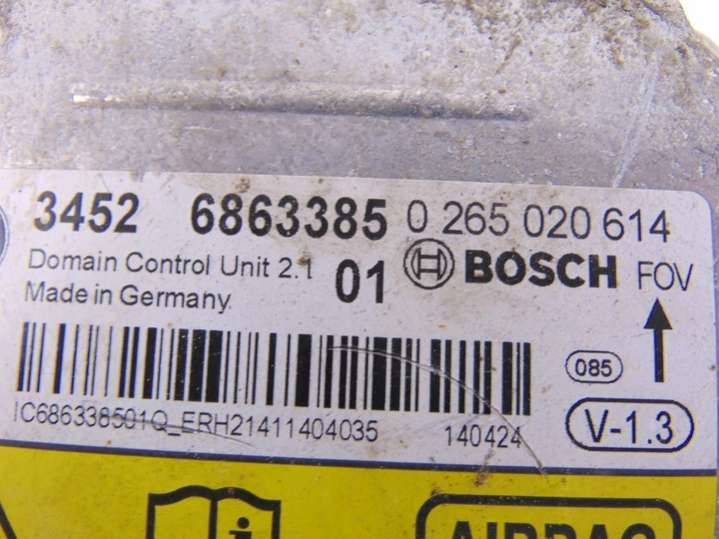 3452 6863385 0 265 020 614
Domain Control Unit 2.1 01 BOSCH FOV
Made in Germany
085
IC686338501Q_ERH21411404035 140424 V-1.3
AIRBAG